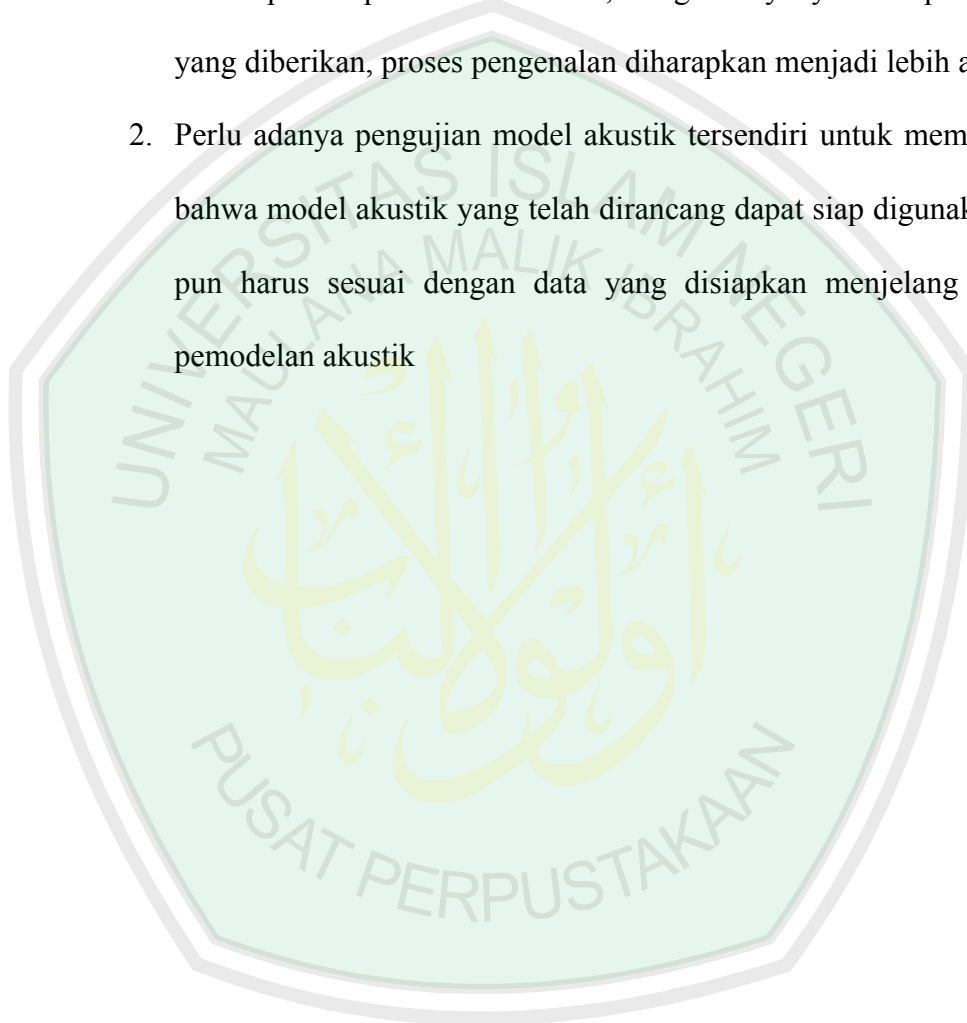 yang diberikan, proses pengenalan diharapkan menjadi lebih
2. Perlu adanya pengujian model akustik tersendiri untuk
bahwa model akustik yang telah dirancang dapat siap
pun harus sesuai dengan data yang disiapkan menjelang
pemodelan akustik
UNIVERSITAS ISLAM NEGERI
MAULANA MALIK IBRAHIM
PUSAT PERPUSTAKAAN